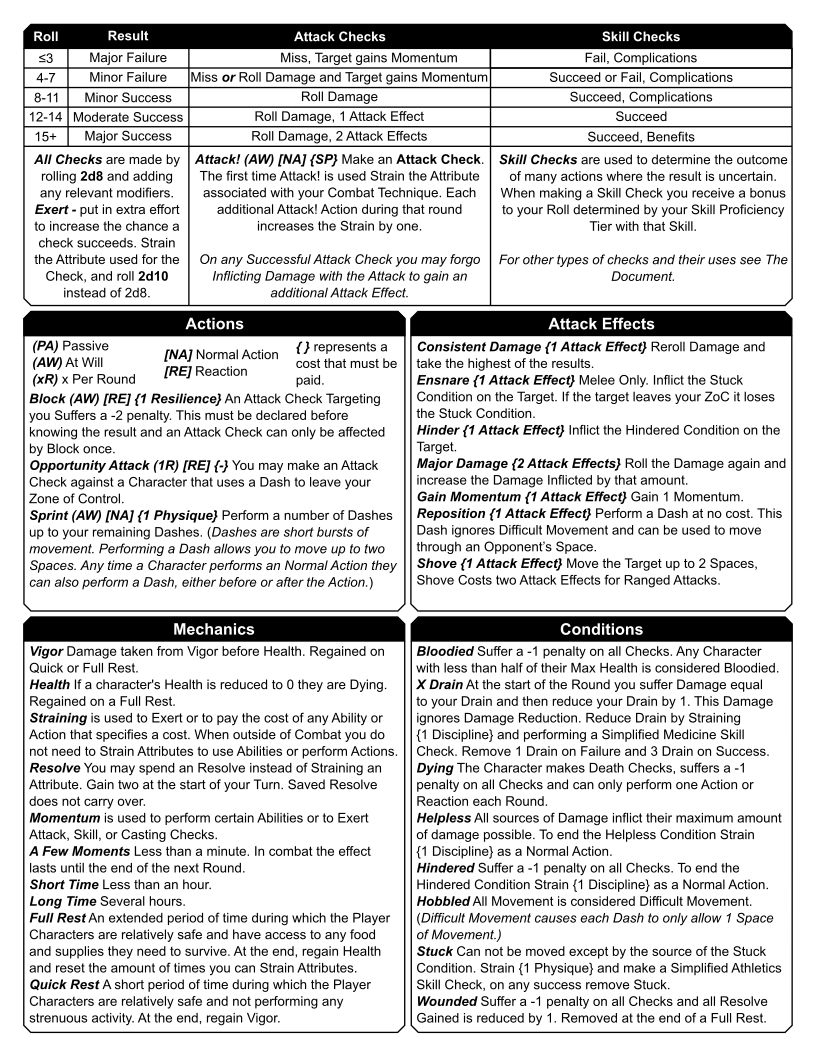 Roll Result Attack Checks Skill Checks
≤3 Major Failure Miss, Target gains Momentum Fail, Complications
4-7 Minor Failure Miss or Roll Damage and Target gains Momentum Succeed or Fail, Complications
8-11 Minor Success Roll Damage Succeed, Complications
12-14 Moderate Success Roll Damage, 1 Attack Effect Succeed
15+ Major Success Roll Damage, 2 Attack Effects Succeed, Benefits
All Checks are made by
rolling 2d8 and adding
any relevant modifiers.
Exert - put in extra effort
to increase the chance a
check succeeds. Strain
the Attribute used for the
Check, and roll 2d10
instead of 2d8.
Attack! (AW) [NA] {SP} Make an Attack Check.
The first time Attack! is used Strain the Attribute
associated with your Combat Technique. Each
additional Attack! Action during that round
increases the Strain by one.
On any Successful Attack Check you may forgo
Inflicting Damage with the Attack to gain an
additional Attack Effect.
Skill Checks are used to determine the outcome
of many actions where the result is uncertain.
When making a Skill Check you receive a bonus
to your Roll determined by your Skill Proficiency
Tier with that Skill.
For other types of checks and their uses see The
Document.
Actions
(PA) Passive
(AW) At Will
(xR) x Per Round
[NA] Normal Action
[RE] Reaction
{ } represents a
cost that must be
paid.
Block (AW) [RE] {1 Resilience} An Attack Check Targeting
you Suffers a -2 penalty. This must be declared before
knowing the result and an Attack Check can only be affected
by Block once.
Opportunity Attack (1R) [RE] {-} You may make an Attack
Check against a Character that uses a Dash to leave your
Zone of Control.
Sprint (AW) [NA] {1 Physique} Perform a number of Dashes
up to your remaining Dashes. (Dashes are short bursts of
movement. Performing a Dash allows you to move up to two
Spaces. Any time a Character performs an Normal Action they
can also perform a Dash, either before or after the Action.)
Attack Effects
Consistent Damage {1 Attack Effect} Reroll Damage and
take the highest of the results.
Ensnare {1 Attack Effect} Melee Only. Inflict the Stuck
Condition on the Target. If the target leaves your ZoC it loses
the Stuck Condition.
Hinder {1 Attack Effect} Inflict the Hindered Condition on the
Target.
Major Damage {2 Attack Effects} Roll the Damage again and
increase the Damage Inflicted by that amount.
Gain Momentum {1 Attack Effect} Gain 1 Momentum.
Reposition {1 Attack Effect} Perform a Dash at no cost. This
Dash ignores Difficult Movement and can be used to move
through an Opponent's Space.
Shove {1 Attack Effect} Move the Target up to 2 Spaces,
Shove Costs two Attack Effects for Ranged Attacks.
Mechanics
Vigor Damage taken from Vigor before Health. Regained on
Quick or Full Rest.
Health If a character's Health is reduced to 0 they are Dying.
Regained on a Full Rest.
Straining is used to Exert or to pay the cost of any Ability or
Action that specifies a cost. When outside of Combat you do
not need to Strain Attributes to use Abilities or perform Actions.
Resolve You may spend an Resolve instead of Straining an
Attribute. Gain two at the start of your Turn. Saved Resolve
does not carry over.
Momentum is used to perform certain Abilities or to Exert
Attack, Skill, or Casting Checks.
A Few Moments Less than a minute. In combat the effect
lasts until the end of the next Round.
Short Time Less than an hour.
Long Time Several hours.
Full Rest An extended period of time during which the Player
Characters are relatively safe and have access to any food
and supplies they need to survive. At the end, regain Health
and reset the amount of times you can Strain Attributes.
Quick Rest A short period of time during which the Player
Characters are relatively safe and not performing any
strenuous activity. At the end, regain Vigor.
Conditions
Bloodied Suffer a -1 penalty on all Checks. Any Character
with less than half of their Max Health is considered Bloodied.
X Drain At the start of the Round you suffer Damage equal
to your Drain and then reduce your Drain by 1. This Damage
ignores Damage Reduction. Reduce Drain by Straining
{1 Discipline} and performing a Simplified Medicine Skill
Check. Remove 1 Drain on Failure and 3 Drain on Success.
Dying The Character makes Death Checks, suffers a -1
penalty on all Checks and can only perform one Action or
Reaction each Round.
Helpless All sources of Damage inflict their maximum amount
of damage possible. To end the Helpless Condition Strain
{1 Discipline} as a Normal Action.
Hindered Suffer a -1 penalty on all Checks. To end the
Hindered Condition Strain {1 Discipline} as a Normal Action.
Hobbled All Movement is considered Difficult Movement.
(Difficult Movement causes each Dash to only allow 1 Space
of Movement.)
Stuck Can not be moved except by the source of the Stuck
Condition. Strain {1 Physique} and make a Simplified Athletics
Skill Check, on any success remove Stuck.
Wounded Suffer a -1 penalty on all Checks and all Resolve
Gained is reduced by 1. Removed at the end of a Full Rest.